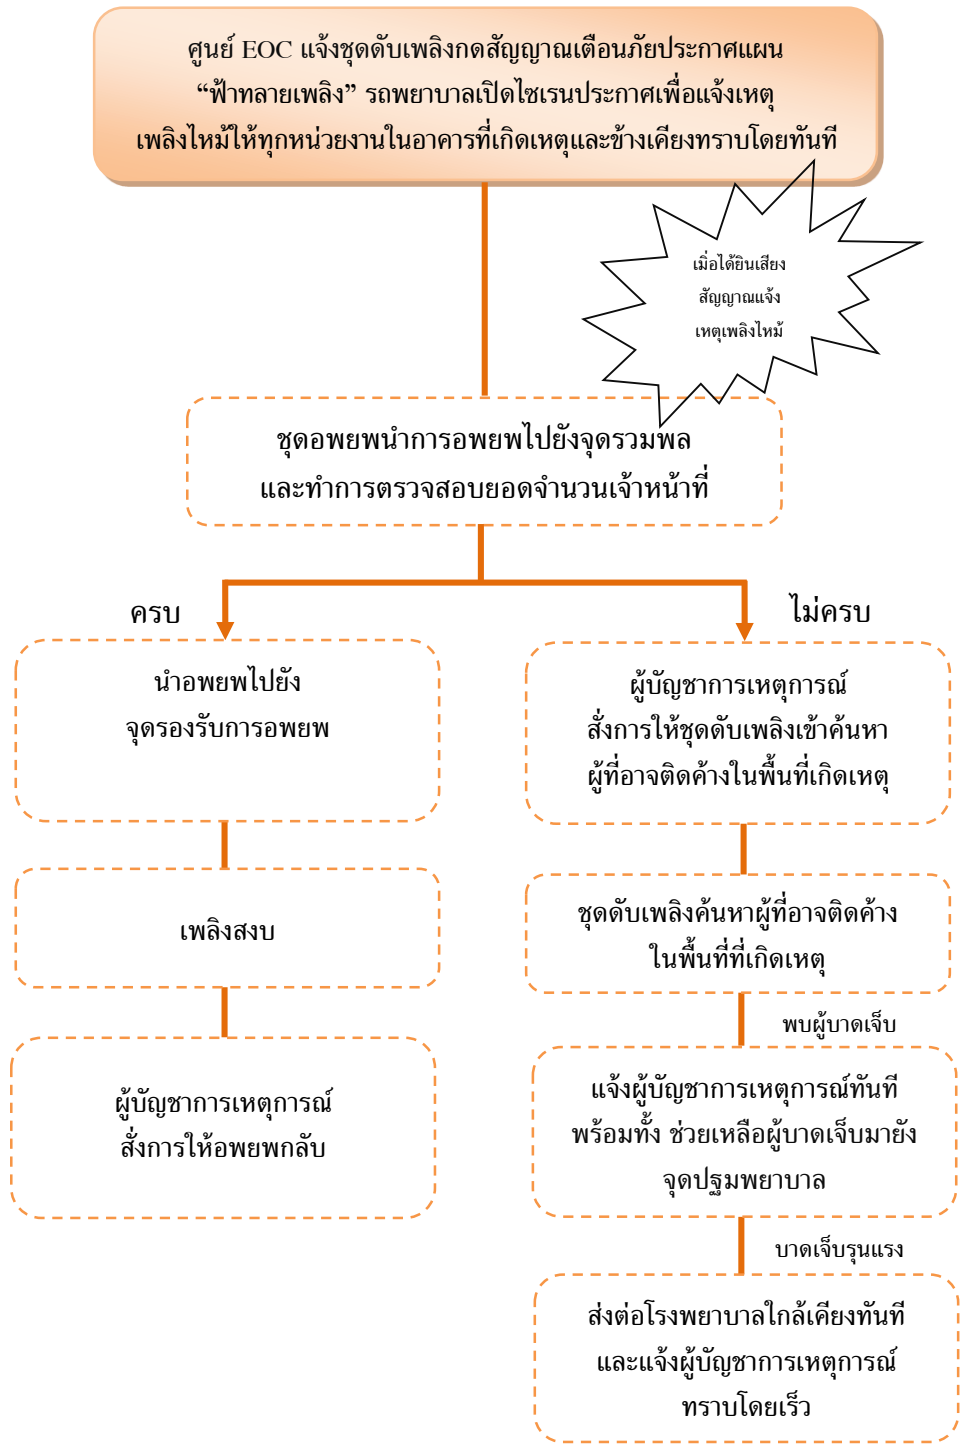 ศูนย์ EOC แจ้งชุดดับเพลิงกดสัญญาณเตือนภัยประกาศแผน
“ฟ้าทลายเพลิง” รถพยาบาลเปิดไซเรนประกาศเพื่อแจ้งเหตุ
เพลิงไหม้ให้ทุกหน่วยงานในอาคารที่เกิดเหตุและข้างเคียงทราบโดยทันที
เมื่อได้ยินเสียง
สัญญาณแจ้ง
เหตุเพลิงไหม้
ชุดอพยพนำการอพยพไปยังจุดรวมพล
และทำการตรวจสอบยอดจำนวนเจ้าหน้าที่
ครบ
นำอพยพไปยัง
จุดรองรับการอพยพ
เพลิงสงบ
ผู้บัญชาการเหตุการณ์
สั่งการให้อพยพกลับ
ไม่ครบ
ผู้บัญชาการเหตุการณ์
สั่งการให้ชุดดับเพลิงเข้าค้นหา
ผู้ที่อาจติดค้างในพื้นที่เกิดเหตุ
ชุดดับเพลิงค้นหาผู้ที่อาจติดค้าง
ในพื้นที่ที่เกิดเหตุ
พบผู้บาดเจ็บ
แจ้งผู้บัญชาการเหตุการณ์ทันที
พร้อมทั้ง ช่วยเหลือผู้บาดเจ็บมายัง
จุดปฐมพยาบาล
บาดเจ็บรุนแรง
ส่งต่อโรงพยาบาลใกล้เคียงทันที
และแจ้งผู้บัญชาการเหตุการณ์
ทราบโดยเร็ว